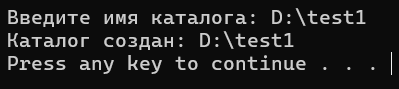 Введите имя каталога: D:\test1
Каталог создан: D:\test1
Press any key to continue . . .